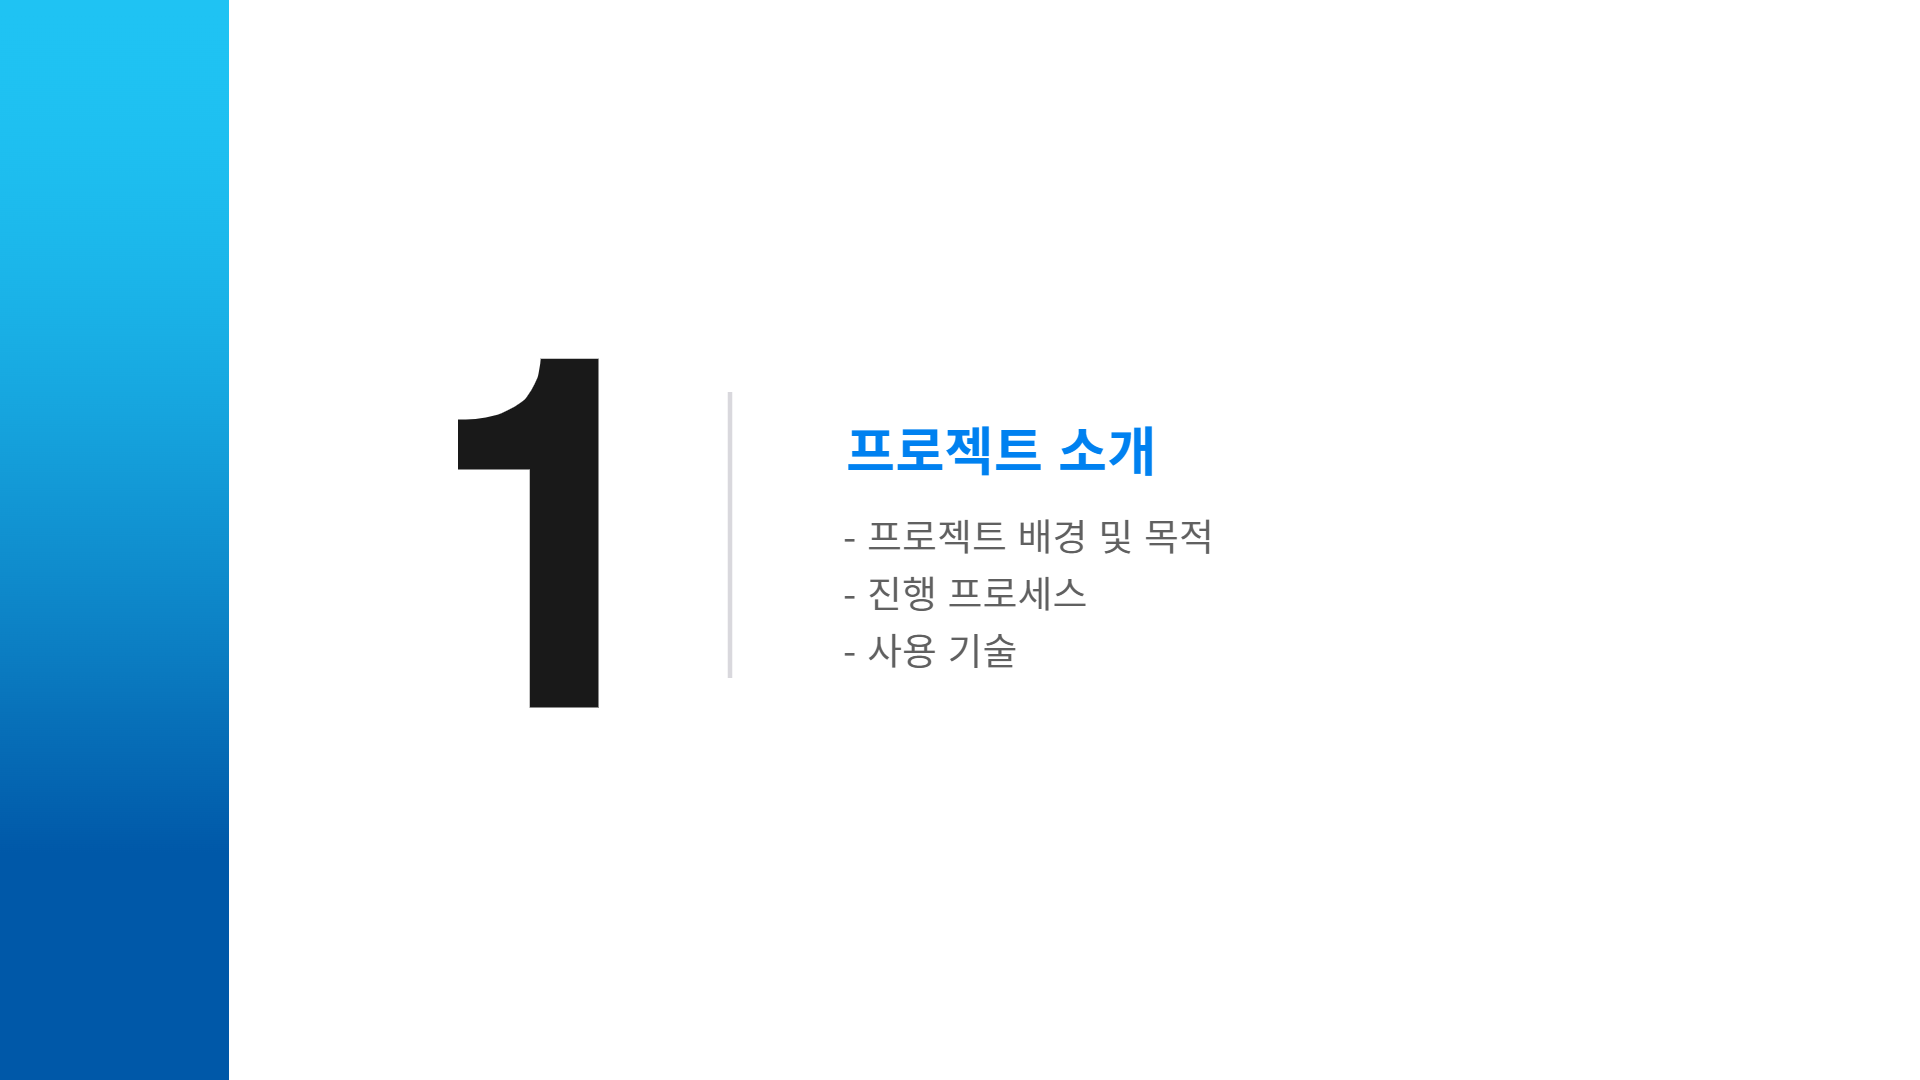 1
프로젝트 소개
- 프로젝트 배경 및 목적
- 진행 프로세스
- 사용 기술